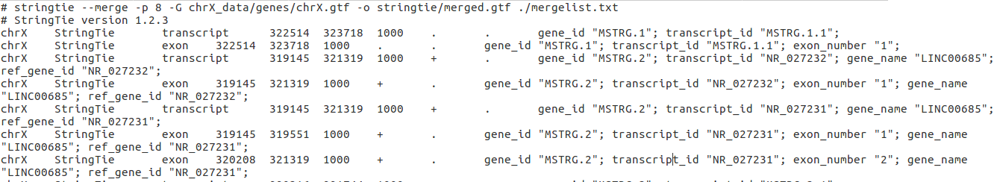 # stringtie --merge -p 8 -G chrX_data/genes/chrX.gtf -o stringtie/merged.gtf ./mergelist.txt
# StringTie version 1.2.3
chrX StringTie transcript 322514 323718 1000 . . gene_id "MSTRG.1"; transcript_id "MSTRG.1.1";
chrX StringTie exon 322514 323718 1000 . . gene_id "MSTRG.1"; transcript_id "MSTRG.1.1"; exon_number "1";
chrX StringTie transcript 319145 321319 1000 + . gene_id "MSTRG.2"; transcript_id "NR_027232"; gene_name "LINC00685";
ref_gene_id "NR_027232";
chrX StringTie exon 319145 321319 1000 + . gene_id "MSTRG.2"; transcript_id "NR_027232"; exon_number "1"; gene_name
"LINC00685"; ref_gene_id "NR_027232";
chrX StringTie transcript 319145 321319 1000 + . gene_id "MSTRG.2"; transcript_id "NR_027231"; gene_name "LINC00685";
ref_gene_id "NR_027231";
chrX StringTie exon 319145 319551 1000 + . gene_id "MSTRG.2"; transcript_id "NR_027231"; exon_number "1"; gene_name
"LINC00685"; ref_gene_id "NR_027231";
chrX StringTie exon 320208 321319 1000 + . gene_id "MSTRG.2"; transcript_id "NR_027231"; exon_number "2"; gene_name
"LINC00685"; ref_gene_id "NR_027231";